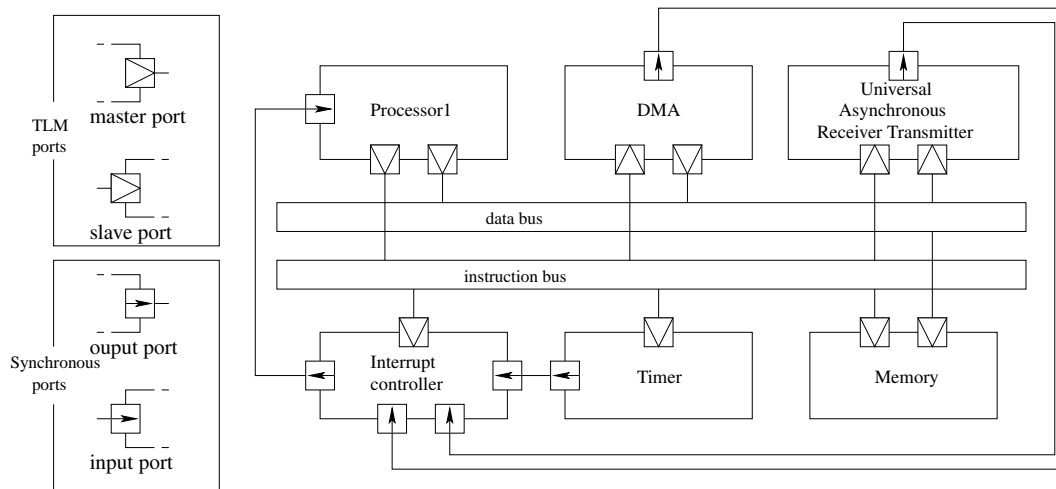 master port
TLM
ports
slave port
ouput port
Synchronous
ports
input port
Processor1
DMA
Universal
Asynchronous
Receiver Transmitter
data bus
instruction bus
Interrupt
controller
Timer
Memory